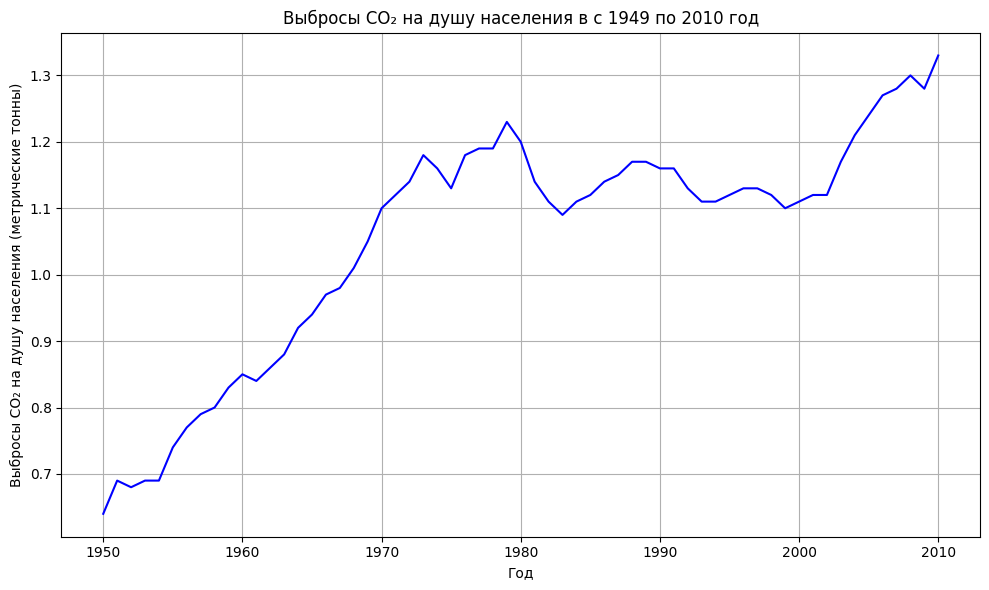 Выбросы CO₂ на душу населения в с 1949 по 2010 год
Выбросы CO₂ на душу населения (метрические тонны)
1.3
1.2
1.1
1.0
0.9
0.8
0.7
1950 1960 1970 1980 1990 2000 2010
Год